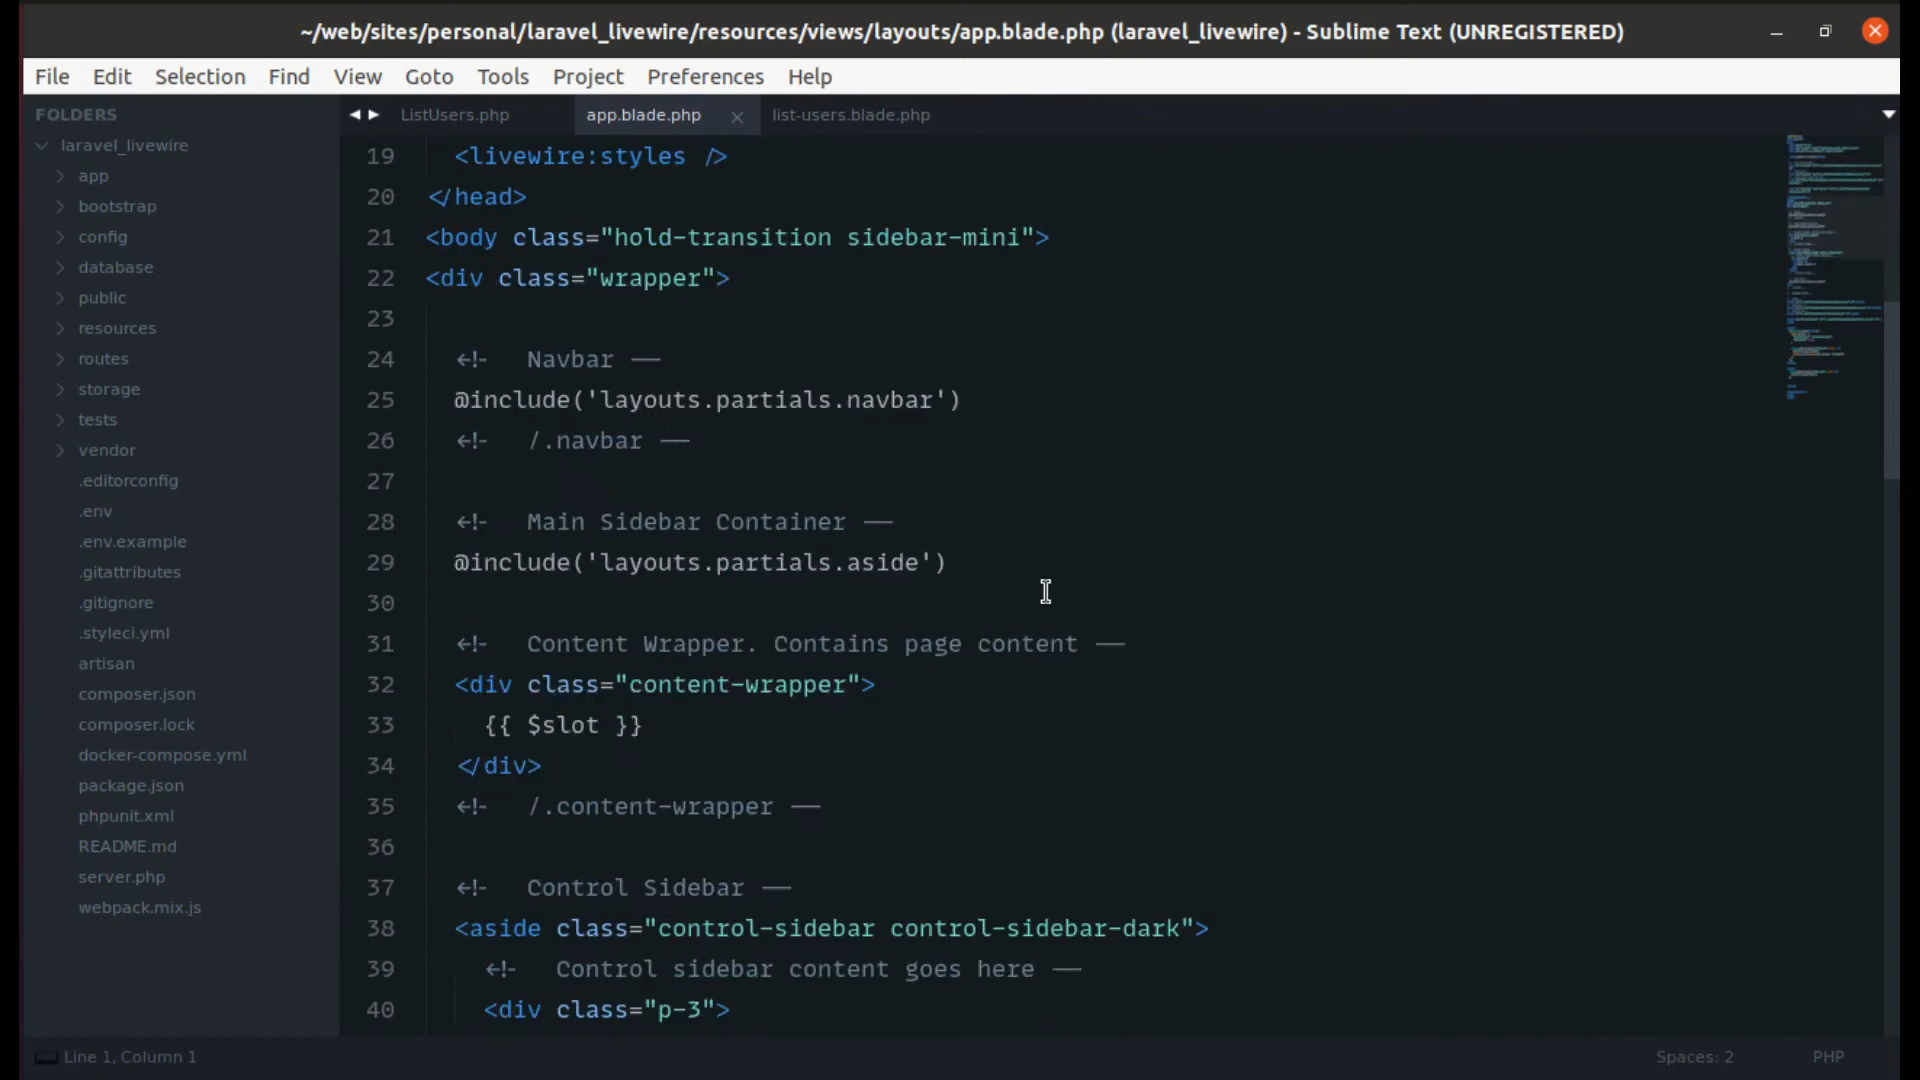 ~/web/sites/personal/laravel_livewire/resources/views/layouts/app.blade.php (laravel_livewire) - Sublime Text (UNREGISTERED)
File Edit Selection Find View Goto Tools Project Preferences Help
FOLDERS
laravel_livewire
app
bootstrap
config
database
public
resources
routes
storage
tests
vendor
.editorconfig
.env
.env.example
.gitattributes
.gitignore
.styleci.yml
artisan
composer.json
composer.lock
docker-compose.yml
package.json
phpunit.xml
README.md
server.php
webpack.mix.js
ListUsers.php app.blade.php list-users.blade.php
19 <livewire:styles />
20 </head>
21 <body class="hold-transition sidebar-mini">
22 <div class="wrapper">
23
24 <!-- Navbar -->
25 @include('layouts.partials.navbar')
26 <!-- /.navbar -->
27
28 <!-- Main Sidebar Container -->
29 @include('layouts.partials.aside')
30
31 <!-- Content Wrapper. Contains page content -->
32 <div class="content-wrapper">
33 {{ $slot }}
34 </div>
35 <!-- /.content-wrapper -->
36
37 <!-- Control Sidebar -->
38 <aside class="control-sidebar control-sidebar-dark">
39 <!-- Control sidebar content goes here -->
40 <div class="p-3">
Line 1, Column 1 Spaces: 2 PHP